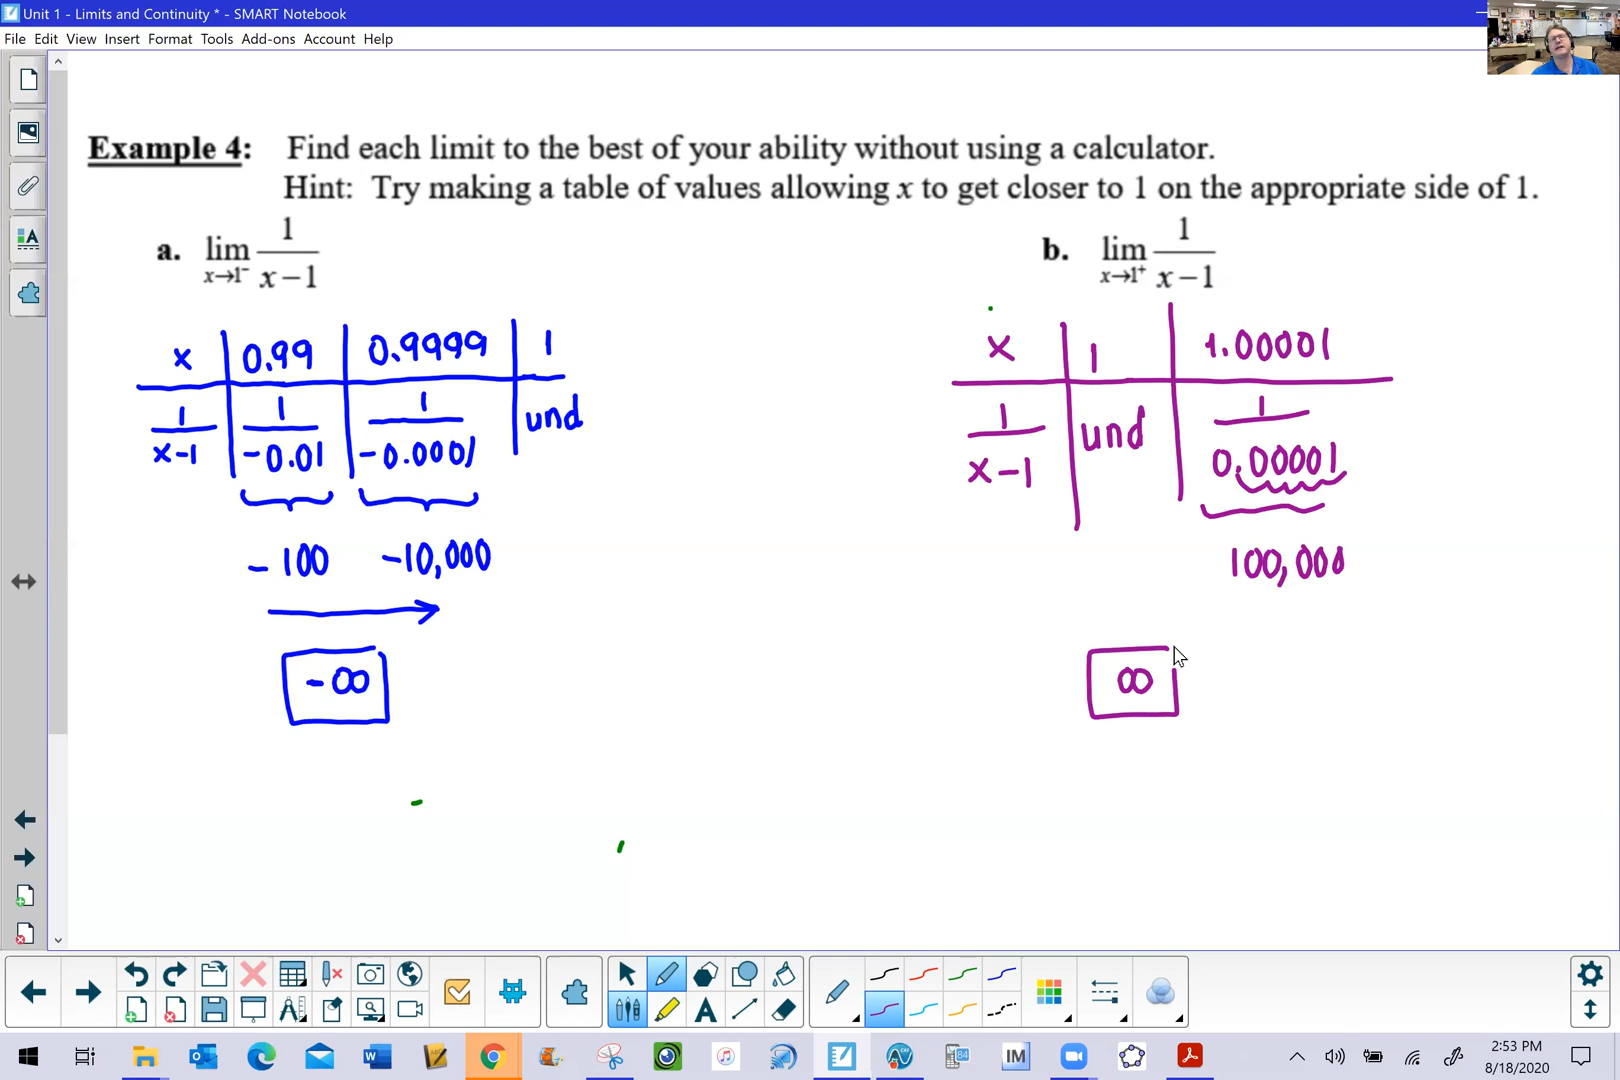 Unit 1 - Limits and Continuity * - SMART Notebook
File Edit View Insert Format Tools Add-ons Account Help
Example 4: Find each limit to the best of your ability without using a calculator.
Hint: Try making a table of values allowing x to get closer to 1 on the appropriate side of 1.
a. lim x→1⁻ 1/(x−1)
b. lim x→1⁺ 1/(x−1)
x | 0.99 | 0.9999 | 1
1/(x-1) | 1/-0.01 | 1/-0.0001 | und
-100 -10,000
-∞
x | 1 | 1.00001
1/(x-1) | und | 1/0.00001
100,000
∞
A
A
84
IM
2:53 PM
8/18/2020